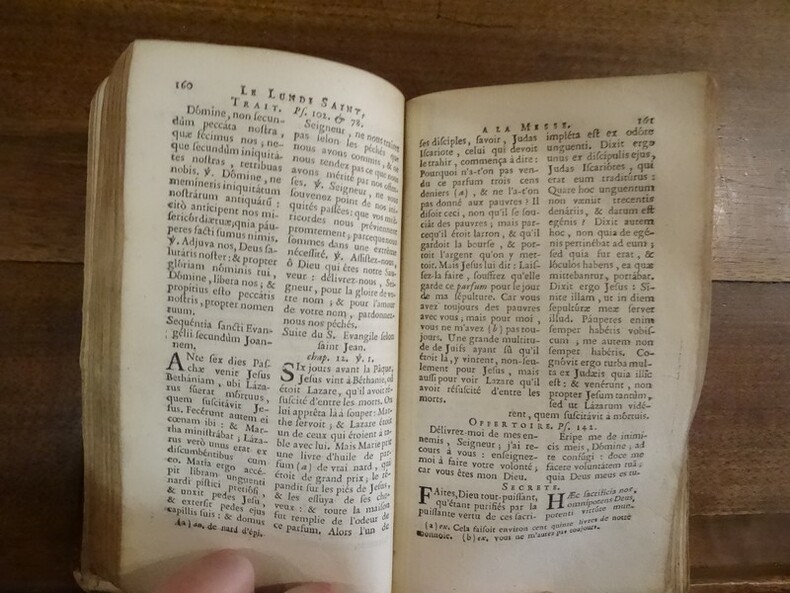 160
LE LUNDI SAINT,
TRAIT. Pſ. 102. & 78.
Dómine, non ſecun-
dùm peccáta noſtra,
quæ fécimus nos; ne-
que ſecundùm iniquitá-
tes noſtras, retribuas
nobis. ℣. Dómine, ne
memíneris iniquitátum
noſtrárum antiquárũ:
citò antícipent nos mi-
ſericórdiæ tuæ, quia páu-
peres facti ſumus nimis.
℣. Adjuva nos, Deus ſa-
lutáris noſter: & propter
glóriam nóminis tui,
Dómine, líbera nos; &
propítius eſto peccátis
noſtris, propter nomen
tuum.
Sequéntia ſancti Evan-
gélii ſecundùm Joan-
nem.
ANte ſex dies Paſ-
chæ venit Jeſus
Bethániam, ubi Láza-
rus fúerat mórtuus,
quem ſuſcitávit Je-
ſus. Fecérunt autem ei
cœnam ibi: & Mar-
tha miniſtrábat; Láza-
rus verò unus erat ex
diſcumbéntibus cum
eo. María ergo accé-
pit libram unguenti
nardi píſtici pretióſi,
& unxit pedes Jeſu,
& exterſit pedes ejus
capíllis ſuis: & domus
Seigneur, ne nous traitez
pas ſelon les péchés que
nous avons commis, & ne
nous rendez pas ce que nous
avons mérité par nos offen-
ſes. ℣. Seigneur, ne vous
ſouvenez point de nos ini-
quités paſſées: que vos miſé-
ricordes nous préviennent
promtement; parceque nous
ſommes dans une extrême
néceſſité. ℣. Aſſiſtez-nous,
ô Dieu qui êtes notre Sau-
veur: délivrez-nous, Sei-
gneur, pour la gloire de vo-
tre nom; & pour l'amour
de votre nom, pardonnez-
nous nos péchés.
Suite du S. Evangile ſelon
ſaint Jean.
chap. 12. ℣. 1.
SIx jours avant la Pâque,
Jeſus vint à Béthanie, où
étoit Lazare, qu'il avoit re-
ſuſcité d'entre les morts. On
lui apprêta là à ſouper: Mar-
the ſervoit; & Lazare étoit
un de ceux qui étoient à ta-
ble avec lui. Mais Marie prit
une livre d'huile de par-
fum (a) de vrai nard, qui
étoit de grand prix; le ré-
pandit ſur les piés de Jeſus,
& les eſſuya de ſes che-
veux: & toute la maiſon
fut remplie de l'odeur de
ce parfum. Alors l'un de
(a) de nard d'épi.
A LA MESSE. 161
ſes diſciples, ſavoir, Judas
Iſcariote, celui qui devoit
le trahir, commença à dire:
Pourquoi n'a-t'on pas ven-
du ce parfum trois cens
deniers (a), & ne l'a-t'on
pas donné aux pauvres? Il
diſoit ceci, non qu'il ſe ſou-
ciât des pauvres; mais par-
cequ'il étoit larron, & qu'il
gardoit la bourſe, & por-
toit l'argent qu'on y met-
toit. Mais Jeſus lui dit: Laiſ-
ſez-la faire, ſouffrez qu'elle
garde ce parfum pour le jour
de ma ſépulture. Car vous
avez toujours des pauvres
avec vous; mais pour moi,
vous ne m'avez (b) pas tou-
jours. Une grande multitu-
de de Juifs ayant ſû qu'il
étoit là, y vinrent, non-ſeu-
lement pour Jeſus, mais
auſſi pour voir Lazare qu'il
avoit réſuſcité d'entre les
morts.
impléta eſt ex odóre
unguenti. Dixit ergo
unus ex diſcípulis ejus,
Judas Iſcariótes, qui
erat eum traditúrus:
Quare hoc unguentum
non væniit trecentis
denáriis, & datum eſt
egénis? Dixit autem
hoc, non quia de egé-
nis pertinébat ad eum;
ſed quia fur erat, &
lóculos habens, ea quæ
mittebántur, portábat.
Dixit ergo Jeſus: Sí-
nite illam, ut in diem
ſepultúræ meæ ſervet
illud. Páuperes enim
ſemper habétis vobíſ-
cum; me autem non
ſemper habétis. Co-
gnóvit ergo turba mul-
ta ex Judæis quia illic
eſt: & venérunt, non
propter Jeſum tantùm,
ſed ut Lázarum vidé-
rent, quem ſuſcitávit à mórtuis.
OFFERTOIRE. Pſ. 142.
Délivrez-moi de mes en-
nemis, Seigneur; j'ai re-
cours à vous: enſeignez-
moi à faire votre volonté;
car vous êtes mon Dieu.
Eripe me de inimí-
cis meis, Dómine; ad
te confúgi: doce me
fácere voluntátem tuã;
quia Deus meus es tu.
SECRETE.
FAites, Dieu tout-puiſſant,
qu'étant purifiés par la
puiſſante vertu de ces ſacri-
HÆc ſacrifícia nos,
omnípotens Deus,
poténti virtúte mun-
(a) ex. Cela faiſoit environ cent quinte livres de notre
monnoie. (b) ex. vous ne m'aurez pas toujours.